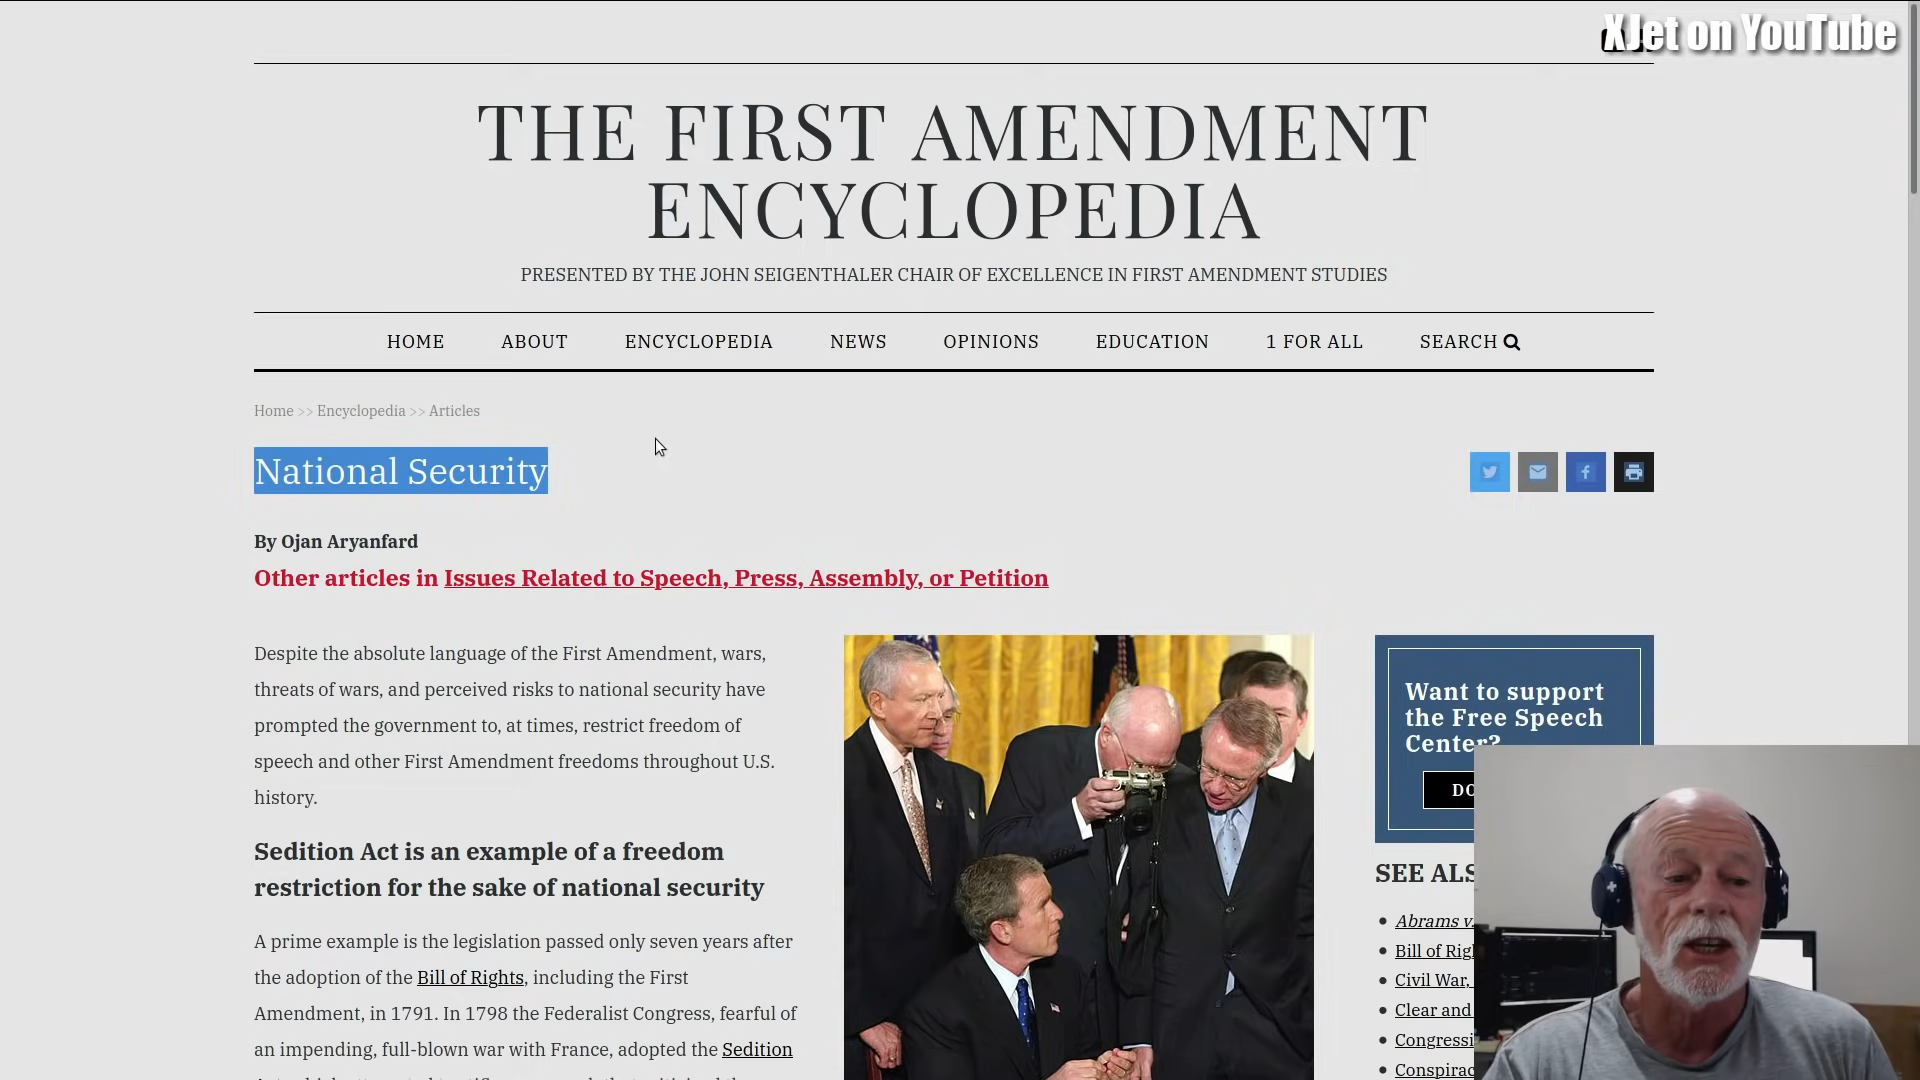 XJet on YouTube
THE FIRST AMENDMENT
ENCYCLOPEDIA
PRESENTED BY THE JOHN SEIGENTHALER CHAIR OF EXCELLENCE IN FIRST AMENDMENT STUDIES
HOME ABOUT ENCYCLOPEDIA NEWS OPINIONS EDUCATION 1 FOR ALL SEARCH
Home >> Encyclopedia >> Articles
National Security
By Ojan Aryanfard
Other articles in Issues Related to Speech, Press, Assembly, or Petition
Despite the absolute language of the First Amendment, wars,
threats of wars, and perceived risks to national security have
prompted the government to, at times, restrict freedom of
speech and other First Amendment freedoms throughout U.S.
history.
Sedition Act is an example of a freedom
restriction for the sake of national security
A prime example is the legislation passed only seven years after
the adoption of the Bill of Rights, including the First
Amendment, in 1791. In 1798 the Federalist Congress, fearful of
an impending, full-blown war with France, adopted the Sedition
Want to support
the Free Speech
Center?
DO
SEE ALS
Abrams v.
Bill of Righ
Civil War,
Clear and
Congressi
Conspirac